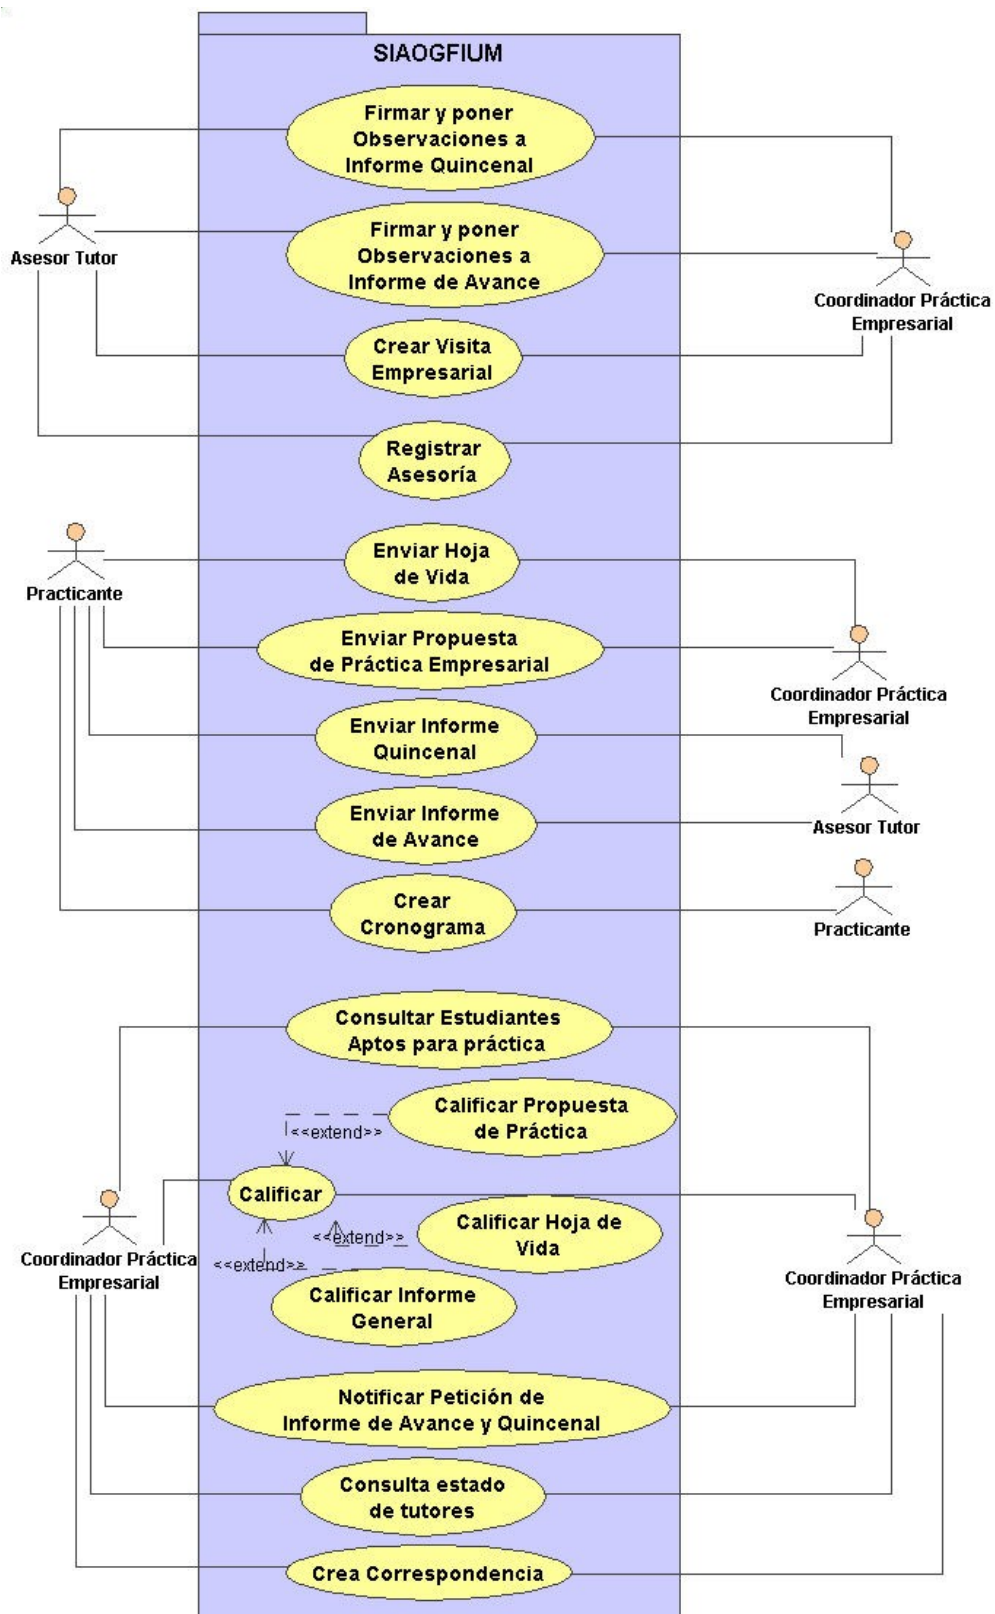 SIAOGFIUM
Firmar y poner
Observaciones a
Informe Quincenal
Asesor Tutor
Firmar y poner
Observaciones a
Informe de Avance
Coordinador Práctica
Empresarial
Crear Visita
Empresarial
Registrar
Asesoría
Practicante
Enviar Hoja
de Vida
Enviar Propuesta
de Práctica Empresarial
Coordinador Práctica
Empresarial
Enviar Informe
Quincenal
Enviar Informe
de Avance
Asesor Tutor
Crear
Cronograma
Practicante
Consultar Estudiantes
Aptos para práctica
Calificar Propuesta
de Práctica
<<extend>>
Calificar
Calificar Hoja de
Vida
<<extend>>
<<extend>>
Coordinador Práctica
Empresarial
Coordinador Práctica
Empresarial
Calificar Informe
General
Notificar Petición de
Informe de Avance y Quincenal
Consulta estado
de tutores
Crea Correspondencia